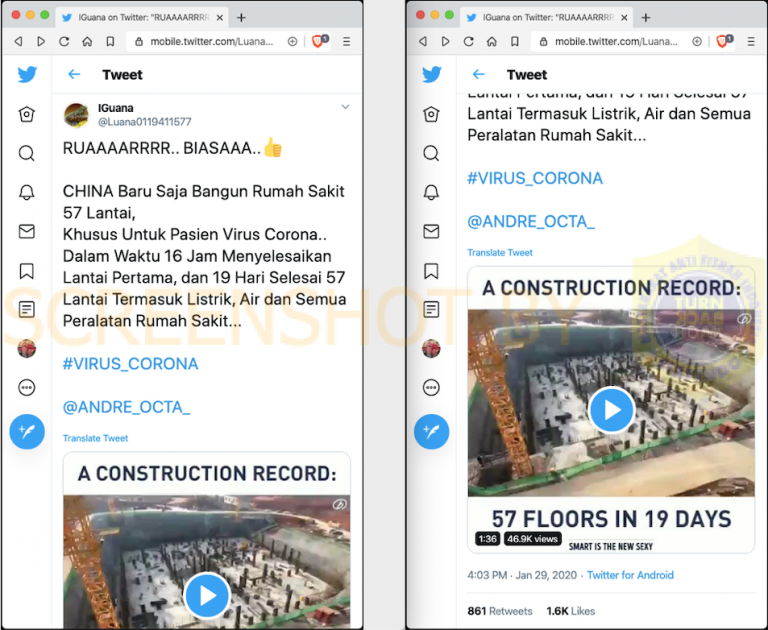 IGuana on Twitter: "RUAAAARRRR
mobile.twitter.com/Luana...
1
Tweet
IGuana
@Luana0119411577
RUAAAARRRR.. BIASAAA..👍
CHINA Baru Saja Bangun Rumah Sakit
57 Lantai,
Khusus Untuk Pasien Virus Corona..
Dalam Waktu 16 Jam Menyelesaikan
Lantai Pertama, dan 19 Hari Selesai 57
Lantai Termasuk Listrik, Air dan Semua
Peralatan Rumah Sakit...
#VIRUS_CORONA
@ANDRE_OCTA_
Translate Tweet
A CONSTRUCTION RECORD:
IGuana on Twitter: "RUAAAARRRR
mobile.twitter.com/Luana...
1
Tweet
Lantai Pertama, dan 19 Hari Selesai 57
Lantai Termasuk Listrik, Air dan Semua
Peralatan Rumah Sakit...
#VIRUS_CORONA
@ANDRE_OCTA_
Translate Tweet
A CONSTRUCTION RECORD:
57 FLOORS IN 19 DAYS
1:36
46.9K views
SMART IS THE NEW SEXY
4:03 PM · Jan 29, 2020 · Twitter for Android
861 Retweets 1.6K Likes
SCREENSHOT BY
TURN